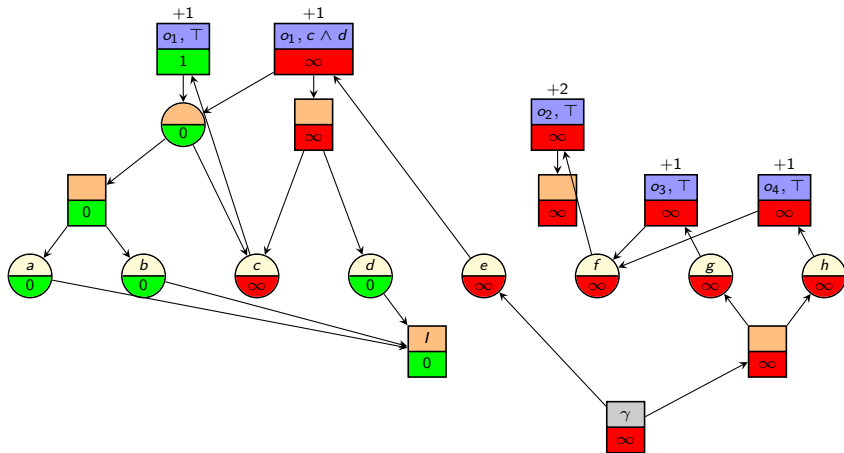 +1 +1
o₁, ⊤ o₁, c ∧ d
1 ∞
+2
o₂, ⊤
0 ∞ ∞
+1 +1
o₃, ⊤ o₄, ⊤
0 ∞ ∞ ∞
a b c d e f g h
0 0 ∞ 0 ∞ ∞ ∞ ∞
I
0 ∞
γ
∞